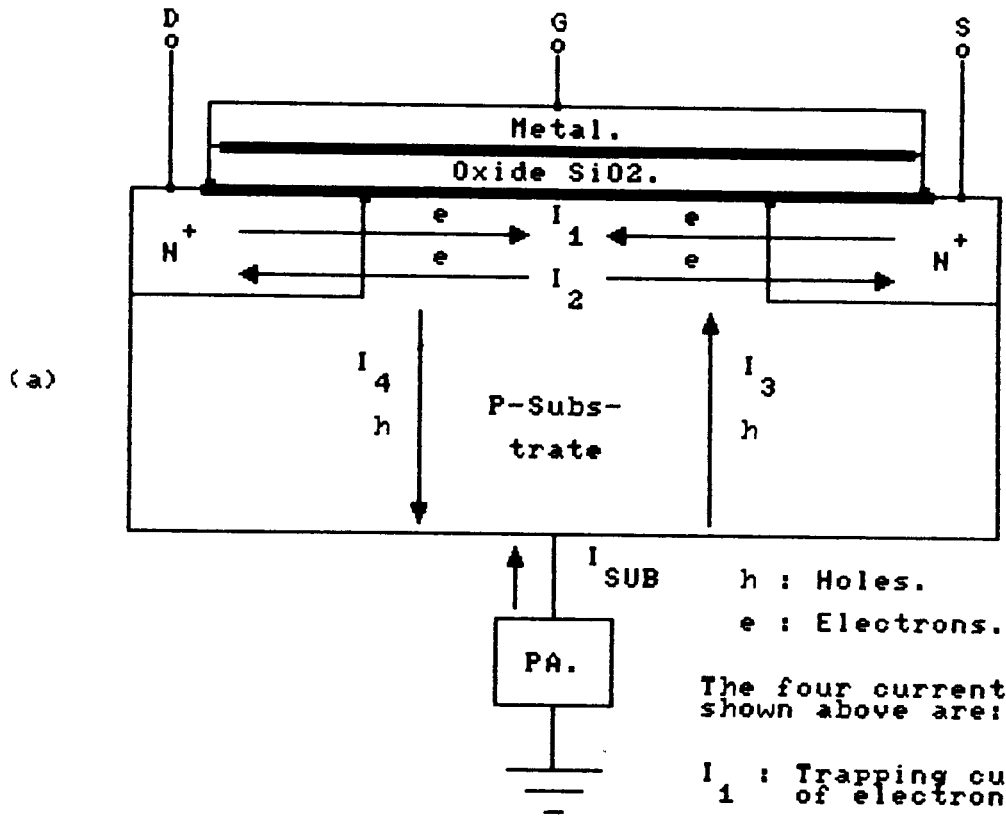 D G S
Metal.
Oxide SiO2.
e I1 e
N+ N+
e I2 e
(a)
I4 I3
h P-Subs- h
trate
ISUB
h : Holes.
e : Electrons.
PA.
The four current
shown above are:
I1 : Trapping cu
of electron